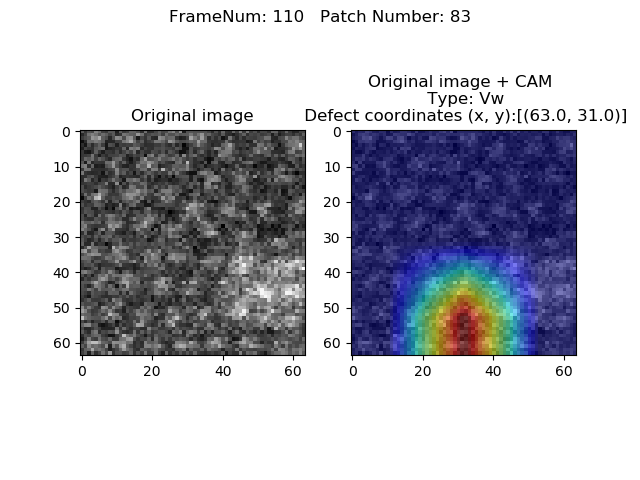 FrameNum: 110   Patch Number: 83
Original image
0
10
20
30
40
50
60
0 20 40 60
Original image + CAM
Type: Vw
Defect coordinates (x, y):[(63.0, 31.0)]
0
10
20
30
40
50
60
0 20 40 60